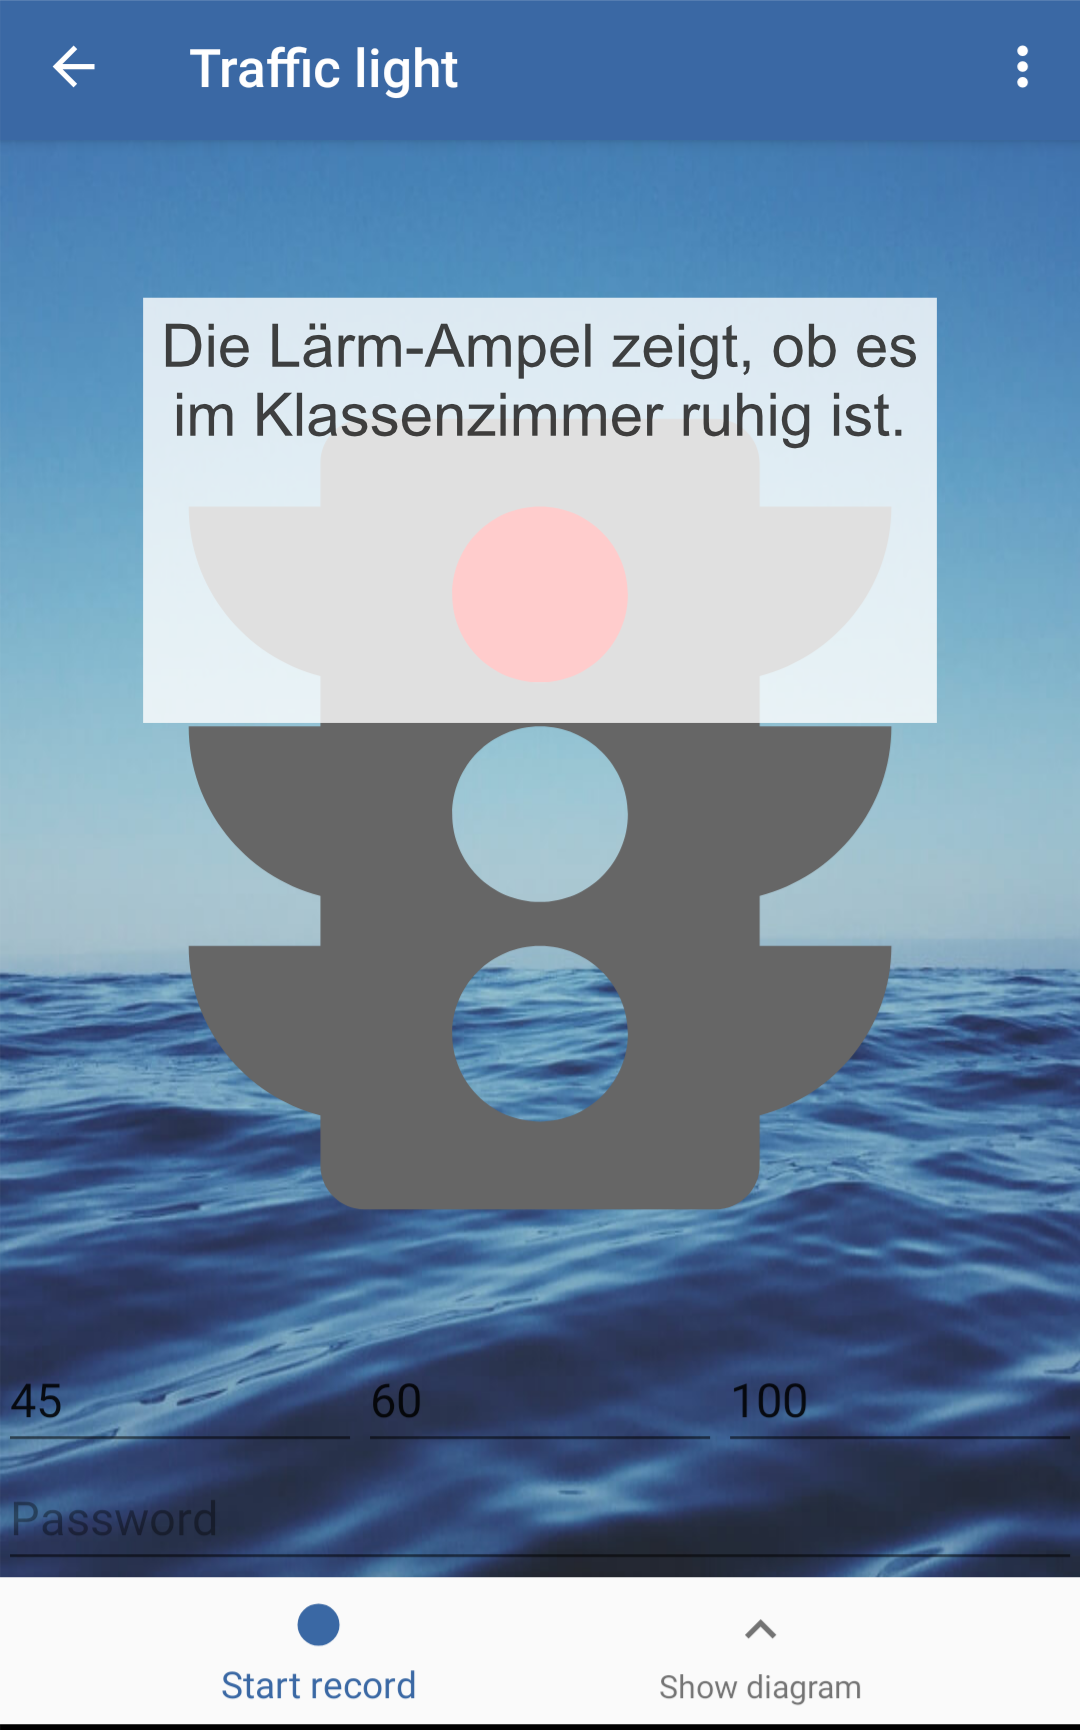 Traffic light
Die Lärm-Ampel zeigt, ob es
im Klassenzimmer ruhig ist.
45 60 100
Password
Start record Show diagram